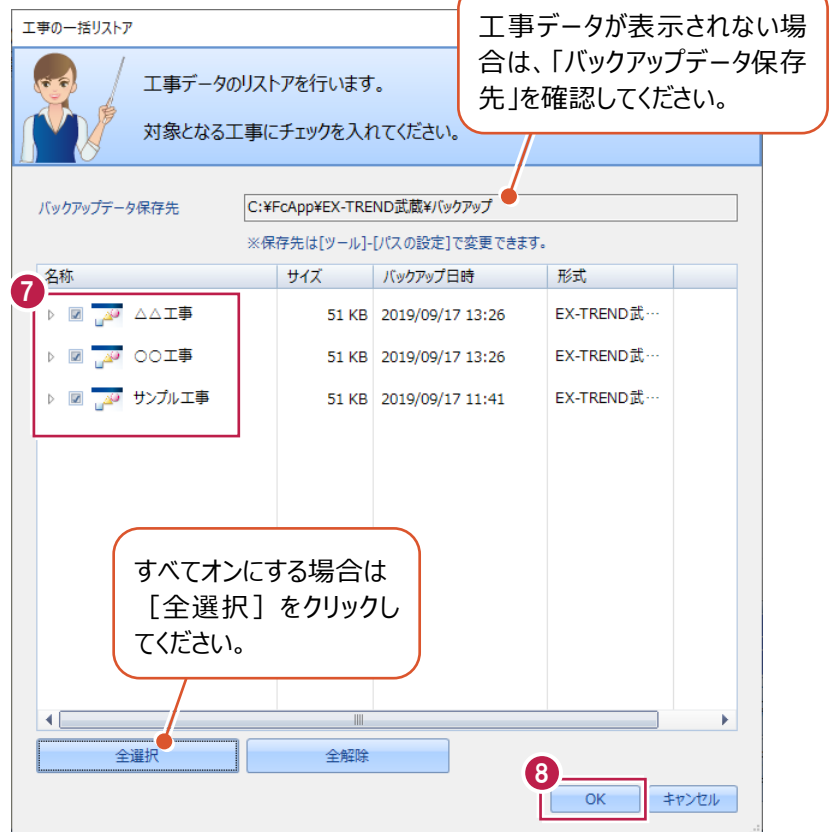 工事の一括リストア
工事データが表示されない場
合は、「バックアップデータ保存
先」を確認してください。
工事データのリストアを行います。
対象となる工事にチェックを入れてください。
バックアップデータ保存先
C:¥FcApp¥EX-TREND武蔵¥バックアップ
※保存先は[ツール]-[パスの設定]で変更できます。
名称 サイズ バックアップ日時 形式
7
△△工事 51 KB 2019/09/17 13:26 EX-TREND武…
○○工事 51 KB 2019/09/17 13:26 EX-TREND武…
サンプル工事 51 KB 2019/09/17 11:41 EX-TREND武…
すべてオンにする場合は
［全選択］をクリックし
てください。
全選択 全解除
8
OK キャンセル